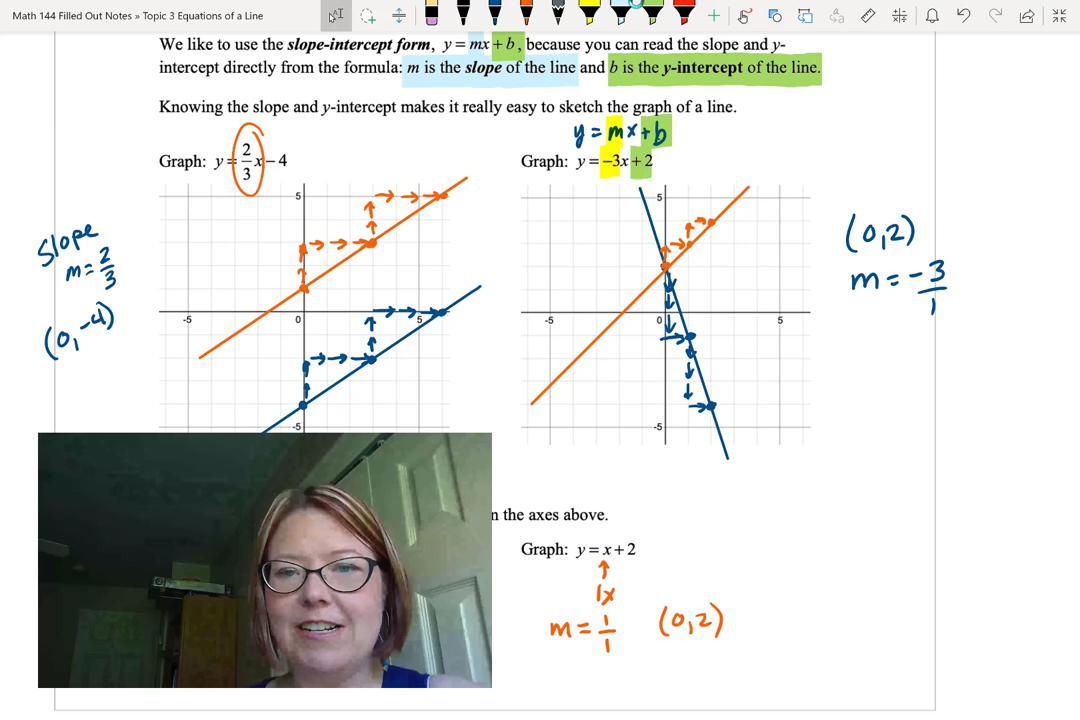 Math 144 Filled Out Notes » Topic 3 Equations of a Line
We like to use the slope-intercept form, y = mx + b, because you can read the slope and y-
intercept directly from the formula: m is the slope of the line and b is the y-intercept of the line.
Knowing the slope and y-intercept makes it really easy to sketch the graph of a line.
y = mx + b
Graph: y = 2/3 x − 4
Graph: y = −3x + 2
Slope
m = 2/3
(0, -4)
5
-5
0
5
-5
5
-5
0
5
-5
(0, 2)
m = -3/1
n the axes above.
Graph: y = x + 2
1x
m = 1/1
(0, 2)